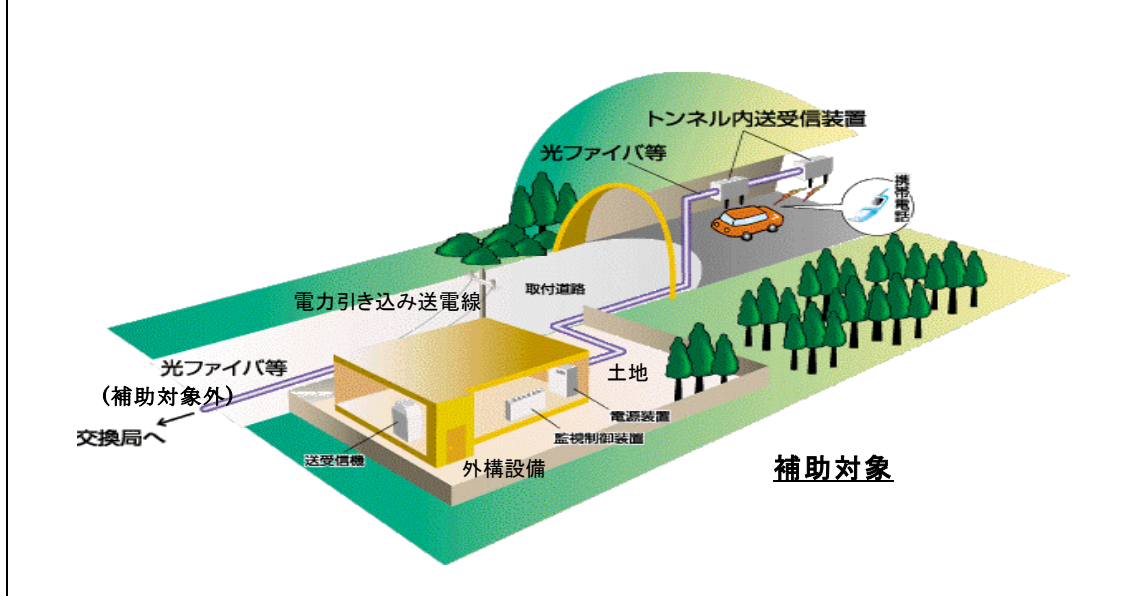 トンネル内送受信装置
光ファイバ等
携帯電話
取付道路
電力引き込み送電線
光ファイバ等
(補助対象外)
交換局へ
土地
電源装置
監視制御装置
送受信機
外構設備
補助対象